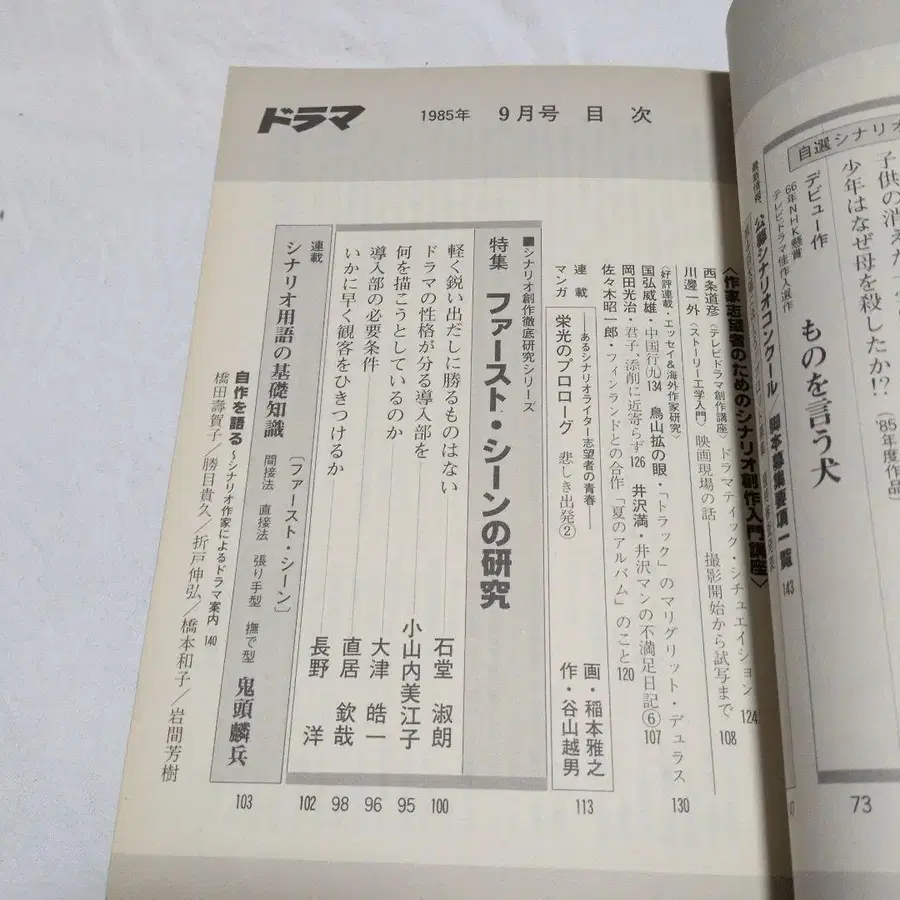 ドラマ 1985年 9月号 目次
自選シナリオ
子供の消えた
少年はなぜ母を殺したか!? ('85年度作品)
デビュー作 ものを言う犬
66年NHK懸賞
テレビドラマ佳作入選作
73
公募シナリオコンクール 脚本募集要項一覧 143
〈作家志望者のためのシナリオ創作入門講座〉
西条道彦〈テレビドラマ創作講座〉ドラマティック・シチュエイション 124
川邊一外〈ストーリー工学入門〉映画現場の話——撮影開始から試写まで 108
〈好評連載・エッセイ&海外作家研究〉
国弘威雄・中国行(九) 134 鳥山拡の眼・「トラック」のマリグリット・デュラス 130
岡田光治・君子、添削に近寄らず 126 井沢満・井沢マンの不満足日記⑥ 107
佐々木昭一郎・フィンランドとの合作「夏のアルバム」のこと 120
連載マンガ
——あるシナリオライター志望者の青春——
栄光のプロローグ 悲しき出発②
画・稲本雅之
作・谷山越男
113
■シナリオ創作徹底研究シリーズ
特集 ファースト・シーンの研究
軽く鋭い出だしに勝るものはない 石堂淑朗 100
ドラマの性格が分る導入部を 小山内美江子 95
何を描こうとしているのか 大津皓一 96
導入部の必要条件 直居欽哉 98
いかに早く観客をひきつけるか 長野洋 102
連載 シナリオ用語の基礎知識 〔ファースト・シーン〕
間接法 直接法 張り手型 撫で型 鬼頭麟兵 103
自作を語る〜シナリオ作家によるドラマ案内 140
橋田壽賀子/勝目貴久/折戸伸弘/橋本和子/岩間芳樹